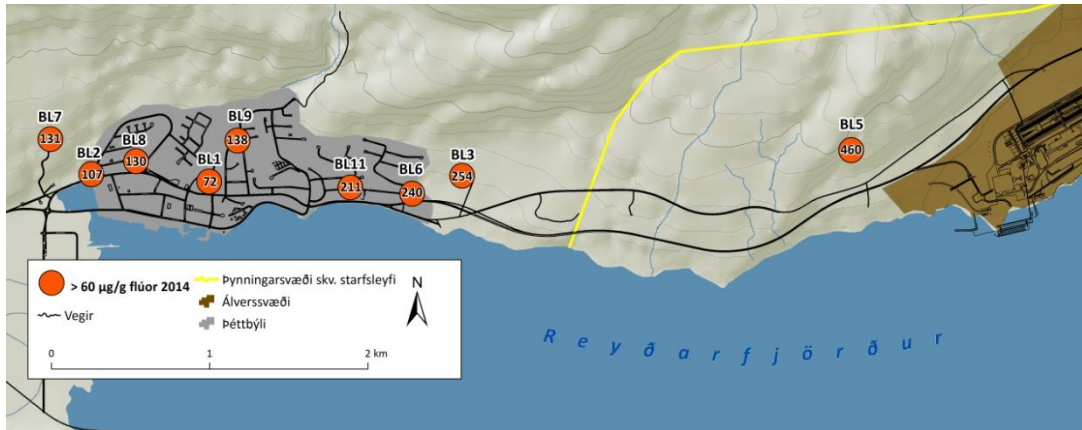 BL7
131
BL2
107
BL8
130
BL9
138
BL1
72
BL11
211
BL6
240
BL3
254
BL5
460
> 60 µg/g flúor 2014
Vegir
Þynningarsvæði skv. starfsleyfi
Álverssvæði
Þéttbýli
N
0 1 2 km
Reyðarfjörður